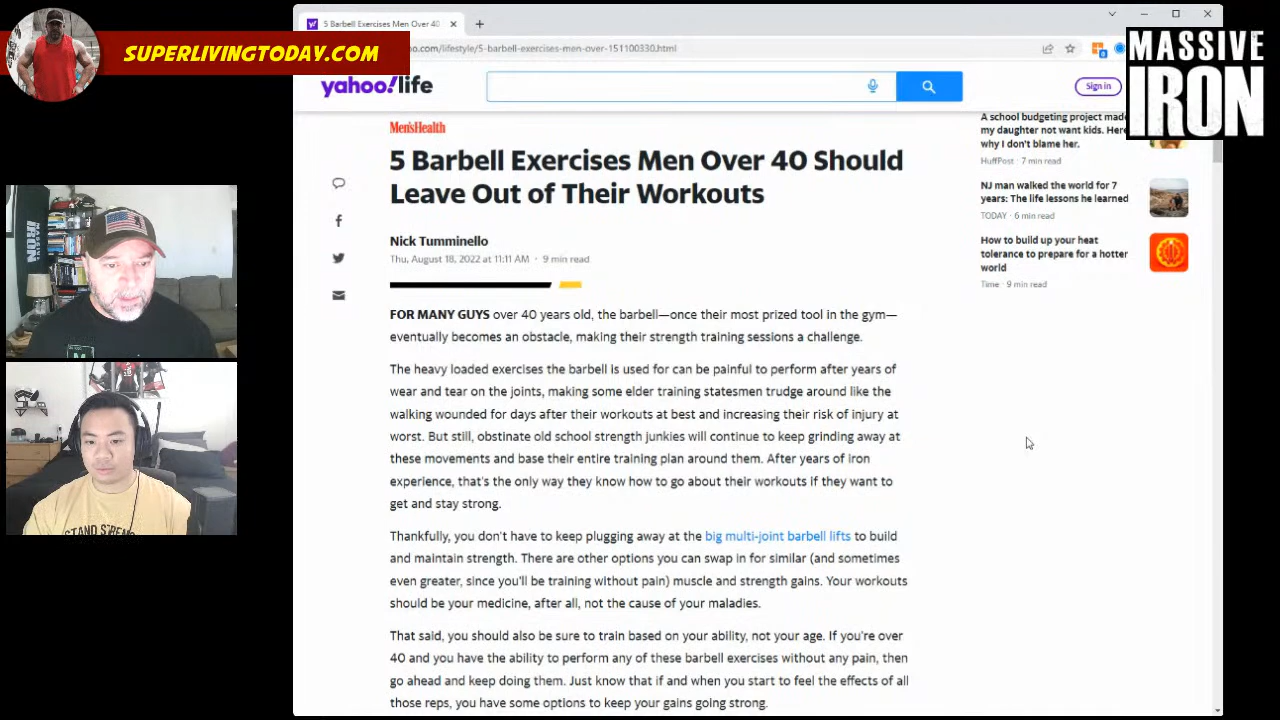 SUPERLIVINGTODAY.COM
MASSIVE
IRON
5 Barbell Exercises Men Over 40
o.com/lifestyle/5-barbell-exercises-men-over-151100330.html
yahoo!life
Sign in
Men'sHealth
5 Barbell Exercises Men Over 40 Should
Leave Out of Their Workouts
Nick Tumminello
Thu, August 18, 2022 at 11:11 AM · 9 min read
FOR MANY GUYS over 40 years old, the barbell—once their most prized tool in the gym—
eventually becomes an obstacle, making their strength training sessions a challenge.
The heavy loaded exercises the barbell is used for can be painful to perform after years of
wear and tear on the joints, making some elder training statesmen trudge around like the
walking wounded for days after their workouts at best and increasing their risk of injury at
worst. But still, obstinate old school strength junkies will continue to keep grinding away at
these movements and base their entire training plan around them. After years of iron
experience, that's the only way they know how to go about their workouts if they want to
get and stay strong.
Thankfully, you don't have to keep plugging away at the big multi-joint barbell lifts to build
and maintain strength. There are other options you can swap in for similar (and sometimes
even greater, since you'll be training without pain) muscle and strength gains. Your workouts
should be your medicine, after all, not the cause of your maladies.
That said, you should also be sure to train based on your ability, not your age. If you're over
40 and you have the ability to perform any of these barbell exercises without any pain, then
go ahead and keep doing them. Just know that if and when you start to feel the effects of all
those reps, you have some options to keep your gains going strong.
A school budgeting project made
my daughter not want kids. Here
why I don't blame her.
HuffPost · 7 min read
NJ man walked the world for 7
years: The life lessons he learned
TODAY · 6 min read
How to build up your heat
tolerance to prepare for a hotter
world
Time · 9 min read
MASSIVE
IRON
STAND STRENG